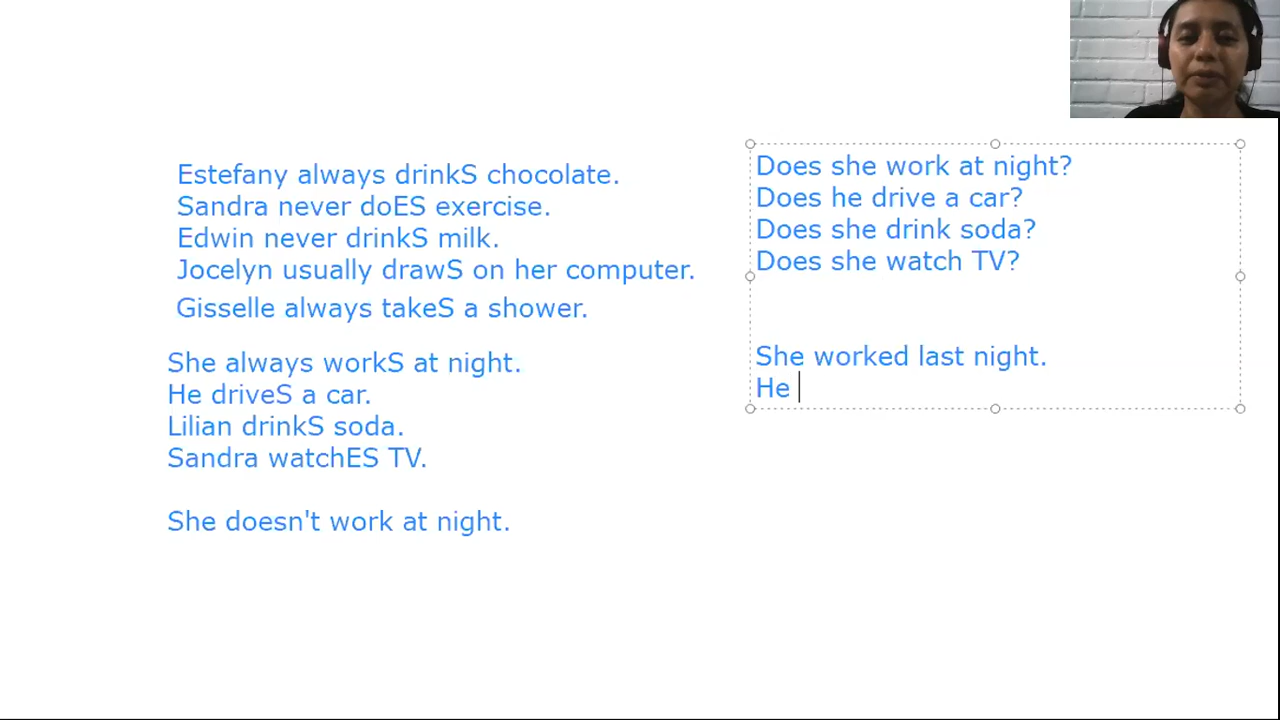 Estefany always drinkS chocolate.
Sandra never doES exercise.
Edwin never drinkS milk.
Jocelyn usually drawS on her computer.
Gisselle always takeS a shower.
She always workS at night.
He driveS a car.
Lilian drinkS soda.
Sandra watchES TV.
She doesn't work at night.
Does she work at night?
Does he drive a car?
Does she drink soda?
Does she watch TV?
She worked last night.
He